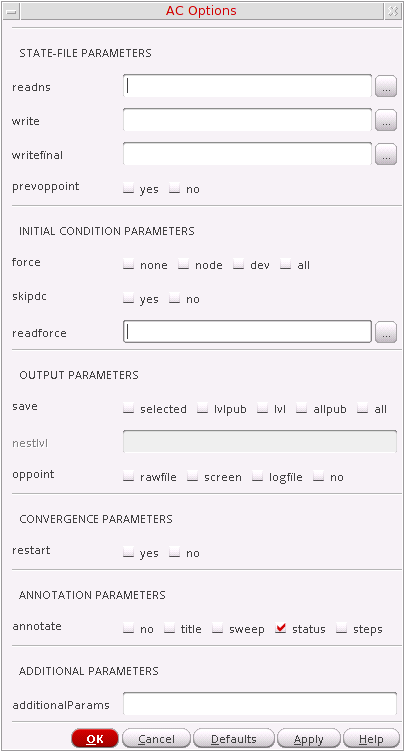 AC Options
STATE-FILE PARAMETERS
readns ...
write ...
writefinal ...
prevoppoint yes no
INITIAL CONDITION PARAMETERS
force none node dev all
skipdc yes no
readforce ...
OUTPUT PARAMETERS
save selected lvlpub lvl allpub all
nestlvl
oppoint rawfile screen logfile no
CONVERGENCE PARAMETERS
restart yes no
ANNOTATION PARAMETERS
annotate no title sweep status steps
ADDITIONAL PARAMETERS
additionalParams
OK Cancel Defaults Apply Help